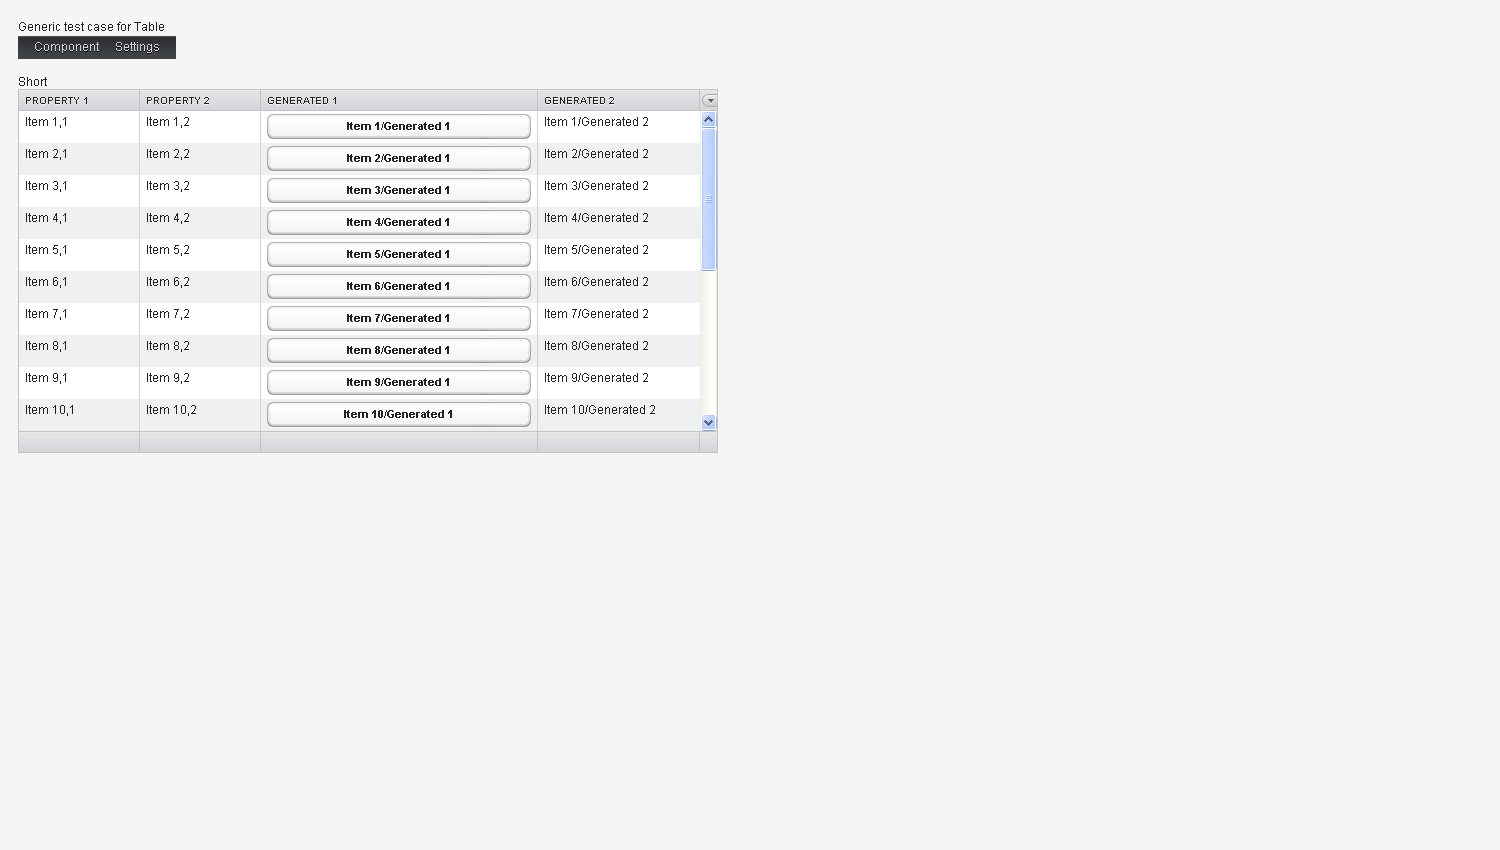 Generic test case for Table
Component Settings
Short
PROPERTY 1 PROPERTY 2 GENERATED 1 GENERATED 2
Item 1,1 Item 1,2 Item 1/Generated 1 Item 1/Generated 2
Item 2,1 Item 2,2 Item 2/Generated 1 Item 2/Generated 2
Item 3,1 Item 3,2 Item 3/Generated 1 Item 3/Generated 2
Item 4,1 Item 4,2 Item 4/Generated 1 Item 4/Generated 2
Item 5,1 Item 5,2 Item 5/Generated 1 Item 5/Generated 2
Item 6,1 Item 6,2 Item 6/Generated 1 Item 6/Generated 2
Item 7,1 Item 7,2 Item 7/Generated 1 Item 7/Generated 2
Item 8,1 Item 8,2 Item 8/Generated 1 Item 8/Generated 2
Item 9,1 Item 9,2 Item 9/Generated 1 Item 9/Generated 2
Item 10,1 Item 10,2 Item 10/Generated 1 Item 10/Generated 2